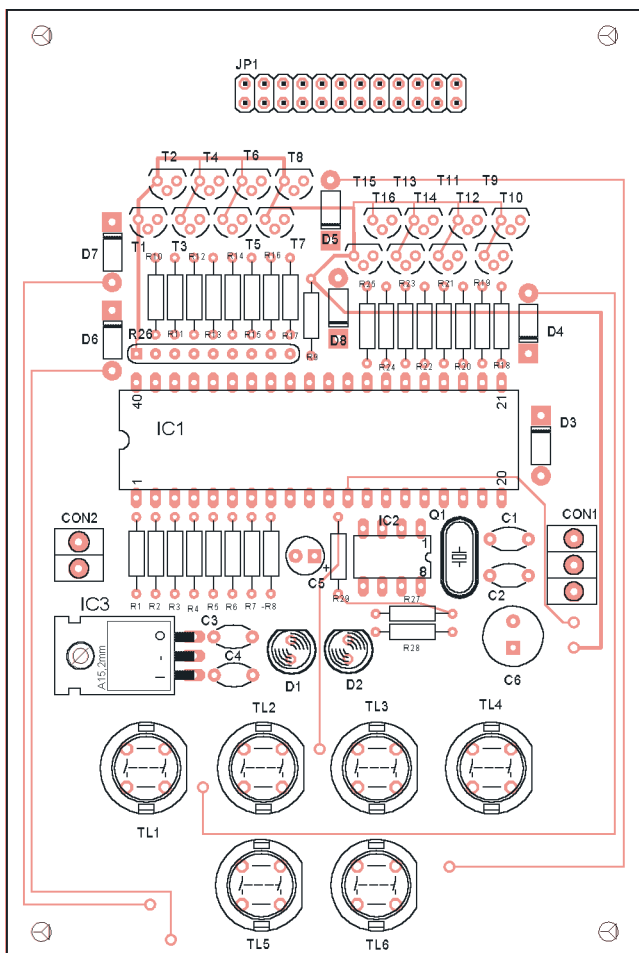 JP1
T2 T4 T6 T8
T15 T13 T11 T9
T16 T14 T12 T10
T1 T3 T5 T7
D5
D7
R10 R12 R14 R16
R25 R23 R21 R19
D6
R26
R11 R13 R15 R17
D8
D4
R9
R24 R22 R20 R18
40
21
IC1
D3
1
20
CON2
IC2
Q1
C1
CON1
1
8
+
C5
C2
R1 R2 R3 R4 R5 R6 R7 -R8
R29
R27
IC3
C3
R28
A15,2mm
O
-
I
C4
D1
D2
C6
TL2
TL3
TL4
TL1
TL5
TL6